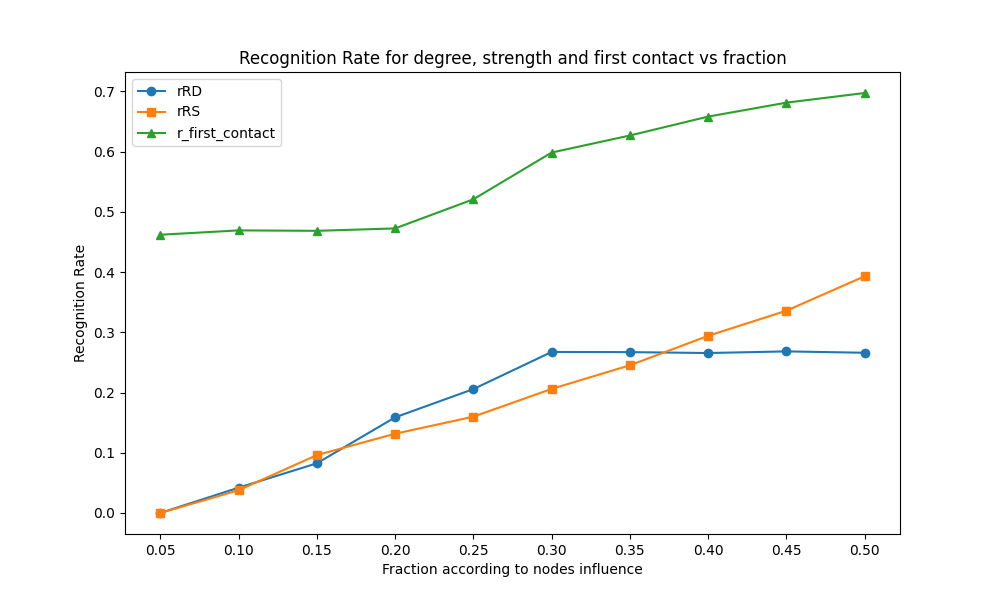 Recognition Rate for degree, strength and first contact vs fraction
rRD
rRS
r_first_contact
Recognition Rate
0.7
0.6
0.5
0.4
0.3
0.2
0.1
0.0
0.05 0.10 0.15 0.20 0.25 0.30 0.35 0.40 0.45 0.50
Fraction according to nodes influence